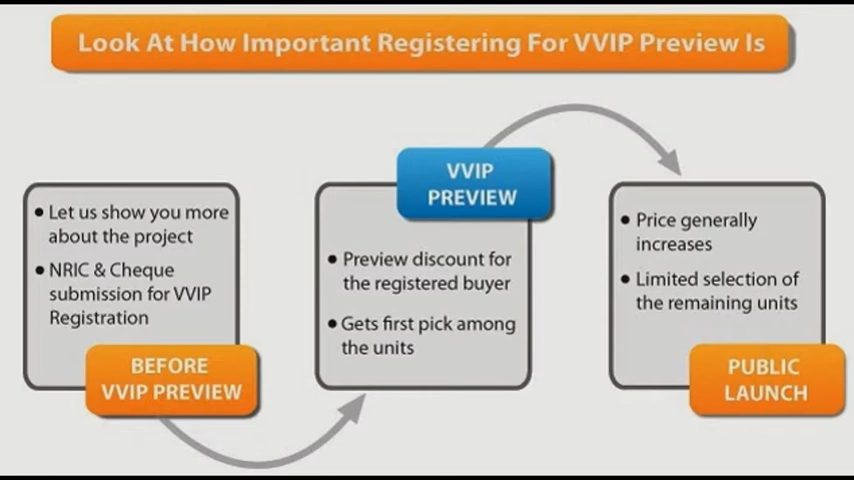 Look At How Important Registering For VVIP Preview Is
• Let us show you more
about the project
• NRIC & Cheque
submission for VVIP
Registration
BEFORE
VVIP PREVIEW
VVIP
PREVIEW
• Preview discount for
the registered buyer
• Gets first pick among
the units
• Price generally
increases
• Limited selection of
the remaining units
PUBLIC
LAUNCH